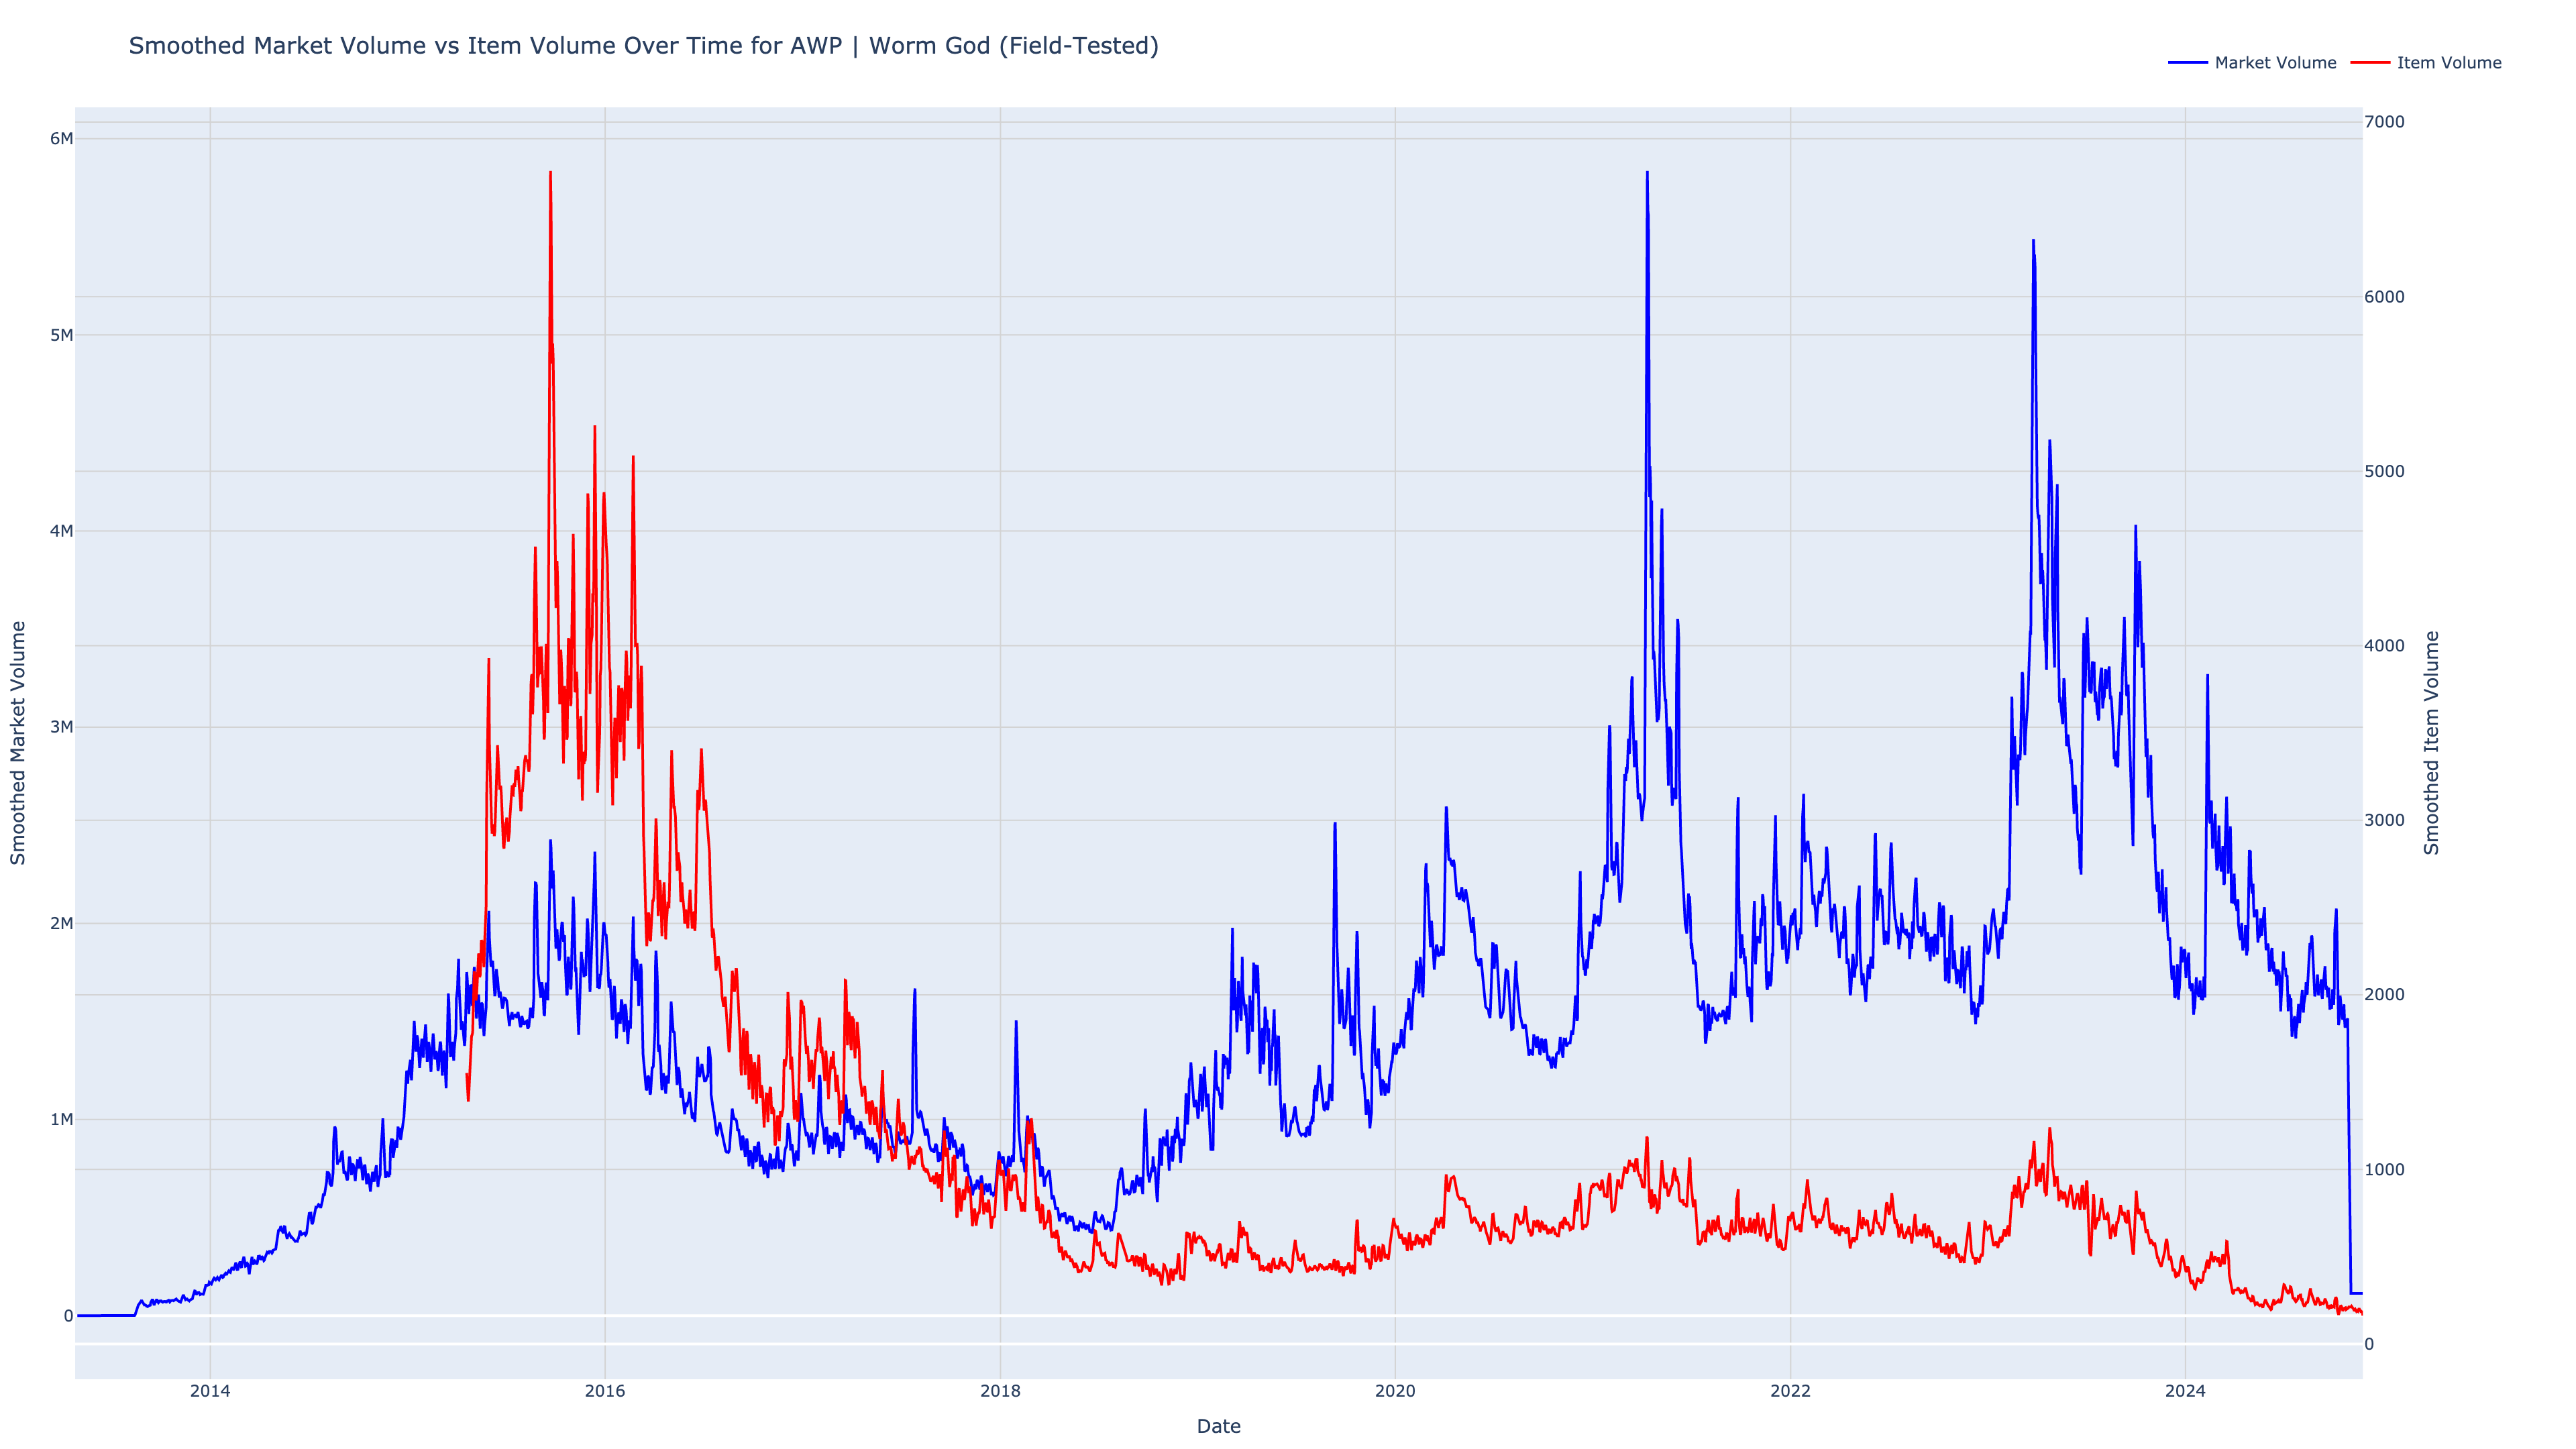 Smoothed Market Volume vs Item Volume Over Time for AWP | Worm God (Field-Tested)
Market Volume
Item Volume
6M
5M
4M
3M
2M
1M
0
Smoothed Market Volume
7000
6000
5000
4000
3000
2000
1000
0
Smoothed Item Volume
2014
2016
2018
2020
2022
2024
Date